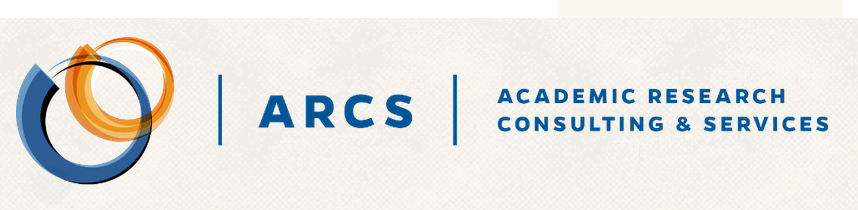 ARCS
ACADEMIC RESEARCH
CONSULTING & SERVICES